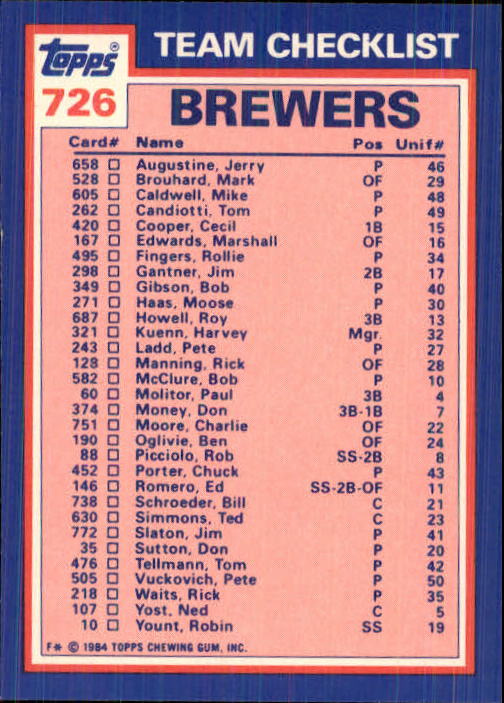 topps® TEAM CHECKLIST
726 BREWERS
Card# Name Pos Unif#
658 □ Augustine, Jerry P 46
528 □ Brouhard, Mark OF 29
605 □ Caldwell, Mike P 48
262 □ Candiotti, Tom P 49
420 □ Cooper, Cecil 1B 15
167 □ Edwards, Marshall OF 16
495 □ Fingers, Rollie P 34
298 □ Gantner, Jim 2B 17
349 □ Gibson, Bob P 40
271 □ Haas, Moose P 30
687 □ Howell, Roy 3B 13
321 □ Kuenn, Harvey Mgr. 32
243 □ Ladd, Pete P 27
128 □ Manning, Rick OF 28
582 □ McClure, Bob P 10
60 □ Molitor, Paul 3B 4
374 □ Money, Don 3B-1B 7
751 □ Moore, Charlie OF 22
190 □ Oglivie, Ben OF 24
88 □ Picciolo, Rob SS-2B 8
452 □ Porter, Chuck P 43
146 □ Romero, Ed SS-2B-OF 11
738 □ Schroeder, Bill C 21
630 □ Simmons, Ted C 23
772 □ Slaton, Jim P 41
35 □ Sutton, Don P 20
476 □ Tellmann, Tom P 42
505 □ Vuckovich, Pete P 50
218 □ Waits, Rick P 35
107 □ Yost, Ned C 5
10 □ Yount, Robin SS 19
F* © 1984 TOPPS CHEWING GUM, INC.